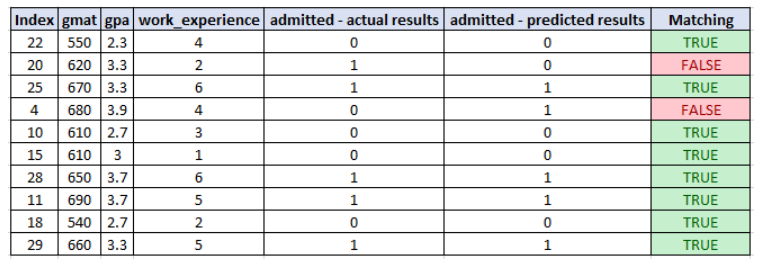 Index gmat gpa work_experience admitted - actual results admitted - predicted results Matching
22 550 2.3 4 0 0 TRUE
20 620 3.3 2 1 0 FALSE
25 670 3.3 6 1 1 TRUE
4 680 3.9 4 0 1 FALSE
10 610 2.7 3 0 0 TRUE
15 610 3 1 0 0 TRUE
28 650 3.7 6 1 1 TRUE
11 690 3.7 5 1 1 TRUE
18 540 2.7 2 0 0 TRUE
29 660 3.3 5 1 1 TRUE